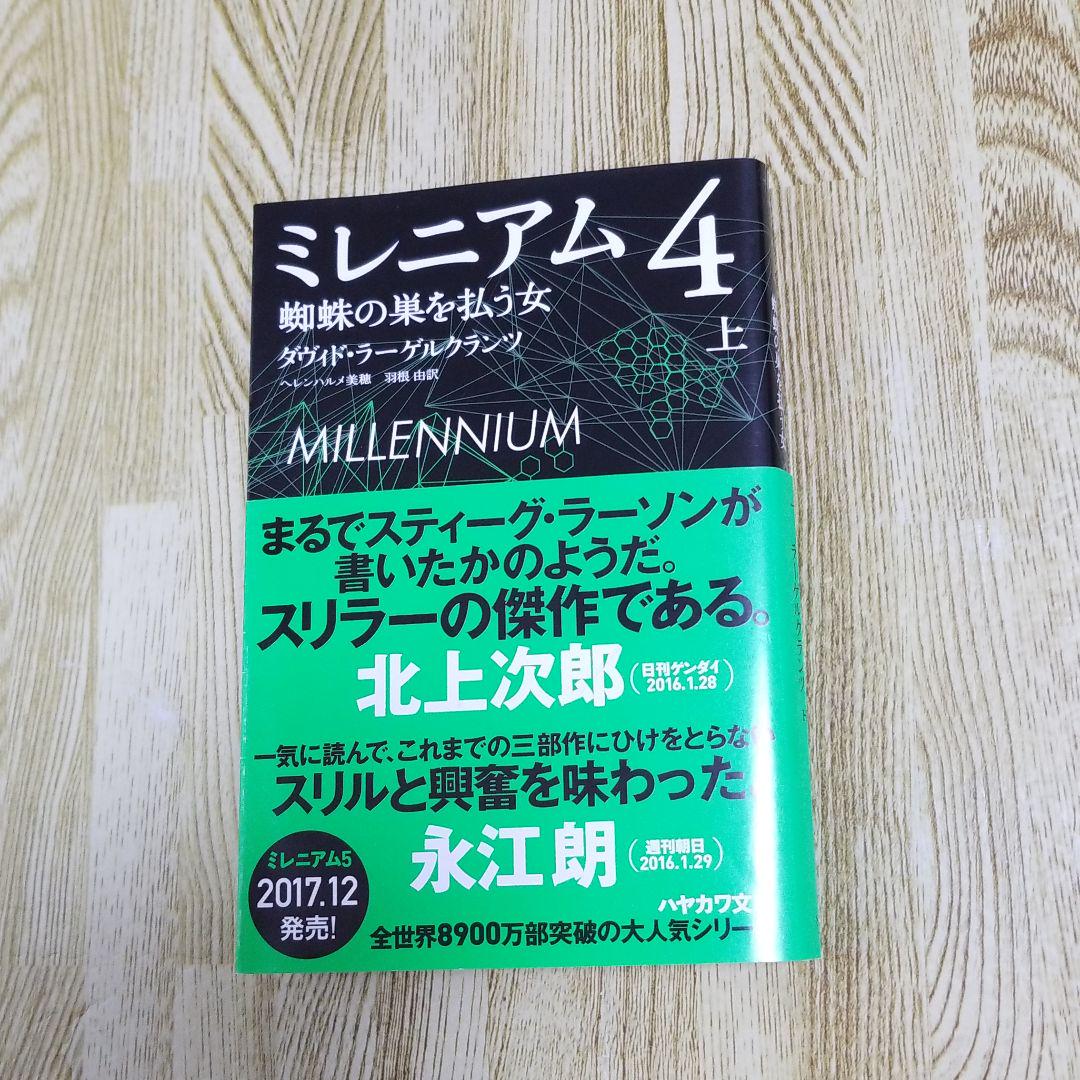 ミレニアム4
蜘蛛の巣を払う女
上
ダヴィド・ラーゲルクランツ
ヘレンハルメ美穂 羽根 由訳
MILLENNIUM
まるでスティーグ・ラーソンが
書いたかのようだ。
スリラーの傑作である。
北上次郎(日刊ゲンダイ
2016.1.28)
一気に読んで、これまでの三部作にひけをとらない
スリルと興奮を味わった。
永江朗(週刊朝日
2016.1.29)
ミレニアム5
2017.12
発売!
ハヤカワ文
全世界8900万部突破の大人気シリー